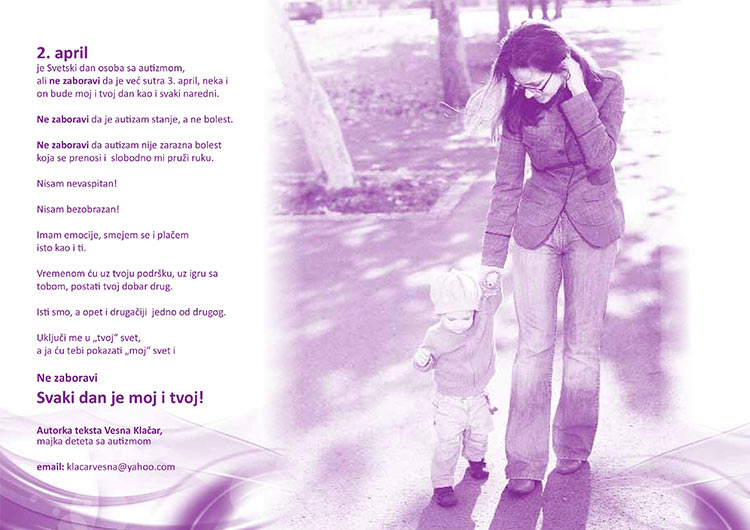 2. april
je Svetski dan osoba sa autizmom,
ali ne zaboravi da je već sutra 3. april, neka i
on bude moj i tvoj dan kao i svaki naredni.
Ne zaboravi da je autizam stanje, a ne bolest.
Ne zaboravi da autizam nije zarazna bolest
koja se prenosi i slobodno mi pruži ruku.
Nisam nevaspitan!
Nisam bezobrazan!
Imam emocije, smejem se i plačem
isto kao i ti.
Vremenom ću uz tvoju podršku, uz igru sa
tobom, postati tvoj dobar drug.
Isti smo, a opet i drugačiji jedno od drugog.
Uključi me u „tvoj“ svet,
a ja ću tebi pokazati „moj“ svet i
Ne zaboravi
Svaki dan je moj i tvoj!
Autorka teksta Vesna Klačar,
majka deteta sa autizmom
email: klacarvesna@yahoo.com